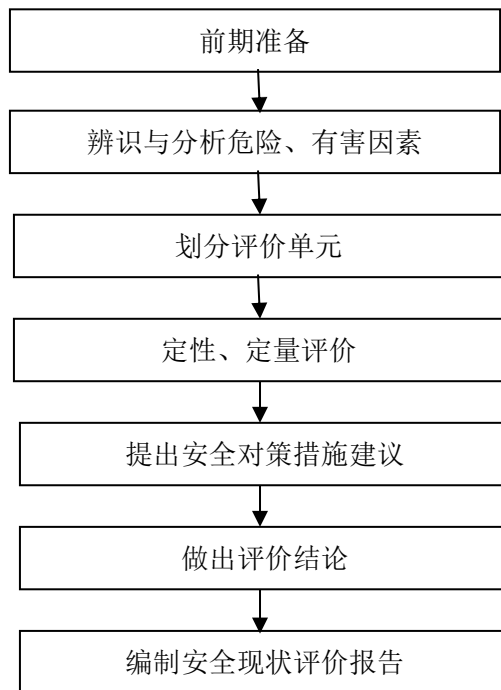 前期准备
辨识与分析危险、有害因素
划分评价单元
定性、定量评价
提出安全对策措施建议
做出评价结论
编制安全现状评价报告